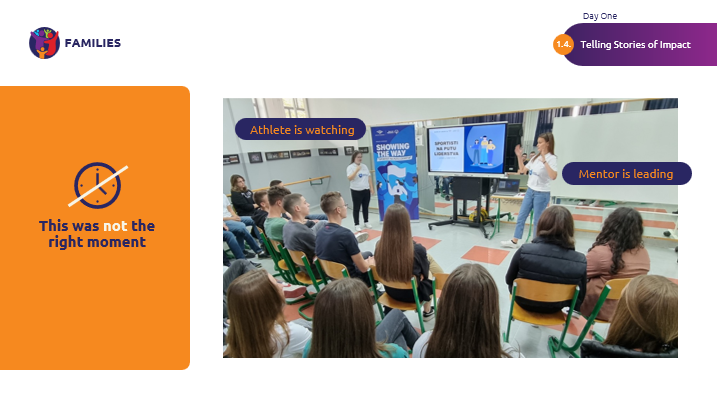 FAMILIES
Day One
1.4.
Telling Stories of Impact
This was not the
right moment
Athlete is watching
Mentor is leading
SHOWING
THE WAY
SPORTISTI
NA PUTU
LIDERSTVA